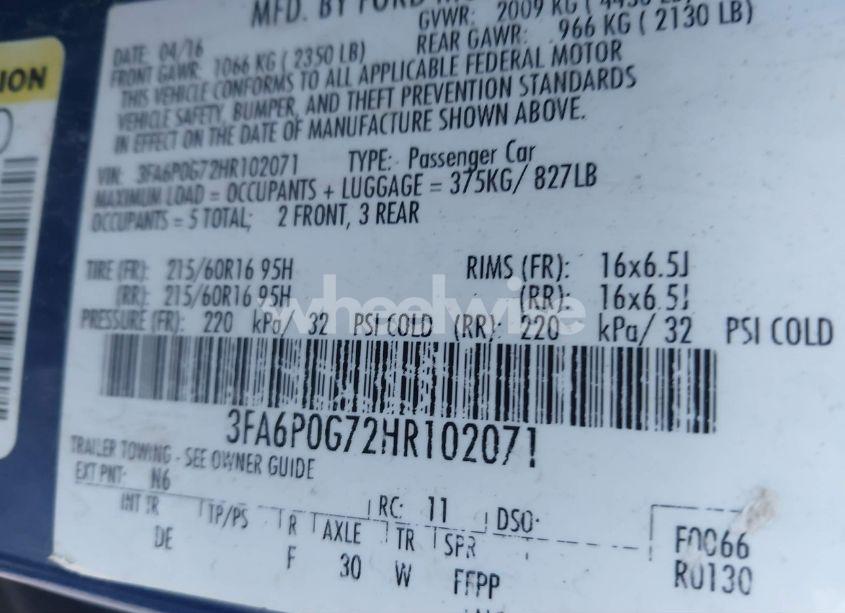 MFD. BY FORD
DATE: 04/16
GVWR: 2009 KG
FRONT GAWR: 1066 KG ( 2350 LB)
REAR GAWR: 966 KG ( 2130 LB)
THIS VEHICLE CONFORMS TO ALL APPLICABLE FEDERAL MOTOR
VEHICLE SAFETY, BUMPER, AND THEFT PREVENTION STANDARDS
IN EFFECT ON THE DATE OF MANUFACTURE SHOWN ABOVE.
VIN: 3FA6P0G72HR102071 TYPE: Passenger Car
MAXIMUM LOAD = OCCUPANTS + LUGGAGE = 375KG/ 827LB
OCCUPANTS = 5 TOTAL; 2 FRONT, 3 REAR
TIRE (FR): 215/60R16 95H RIMS (FR): 16x6.5J
(RR): 215/60R16 95H (RR): 16x6.5J
PRESSURE (FR): 220 kPa/ 32 PSI COLD (RR): 220 kPa/ 32 PSI COLD
wheelwise
3FA6P0G72HR102071
TRAILER TOWING - SEE OWNER GUIDE
EXT PNT: N6 RC: 11 DSO:
INT TR TP/PS R AXLE TR SPR
DE F 30 W FFPP
F0066
R0130